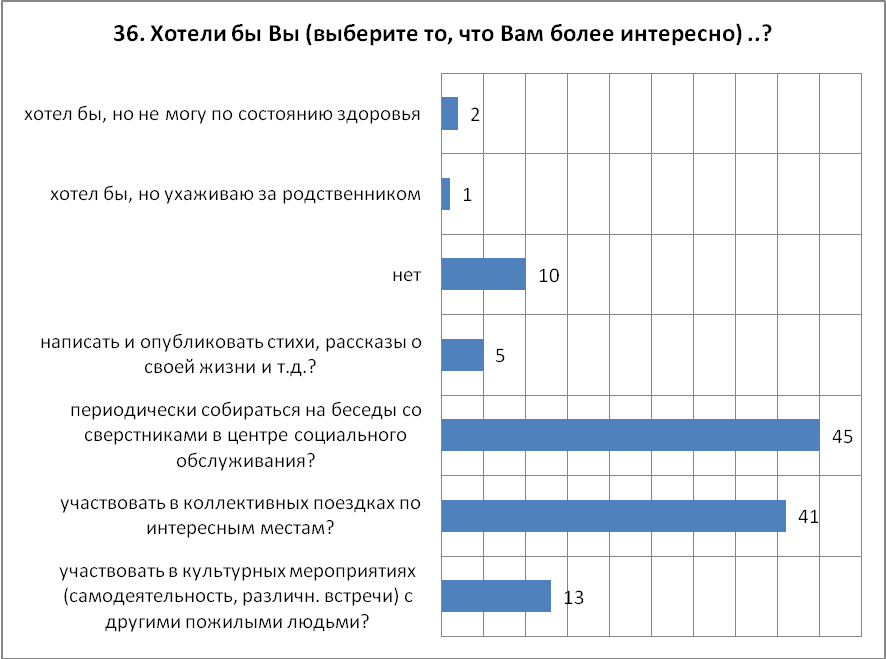 36. Хотели бы Вы (выберите то, что Вам более интересно) ..?
хотел бы, но не могу по состоянию здоровья
2
хотел бы, но ухаживаю за родственником
1
нет
10
написать и опубликовать стихи, рассказы о
своей жизни и т.д.?
5
периодически собираться на беседы со
сверстниками в центре социального
обслуживания?
45
участвовать в коллективных поездках по
интересным местам?
41
участвовать в культурных мероприятиях
(самодеятельность, различн. встречи) с
другими пожилыми людьми?
13